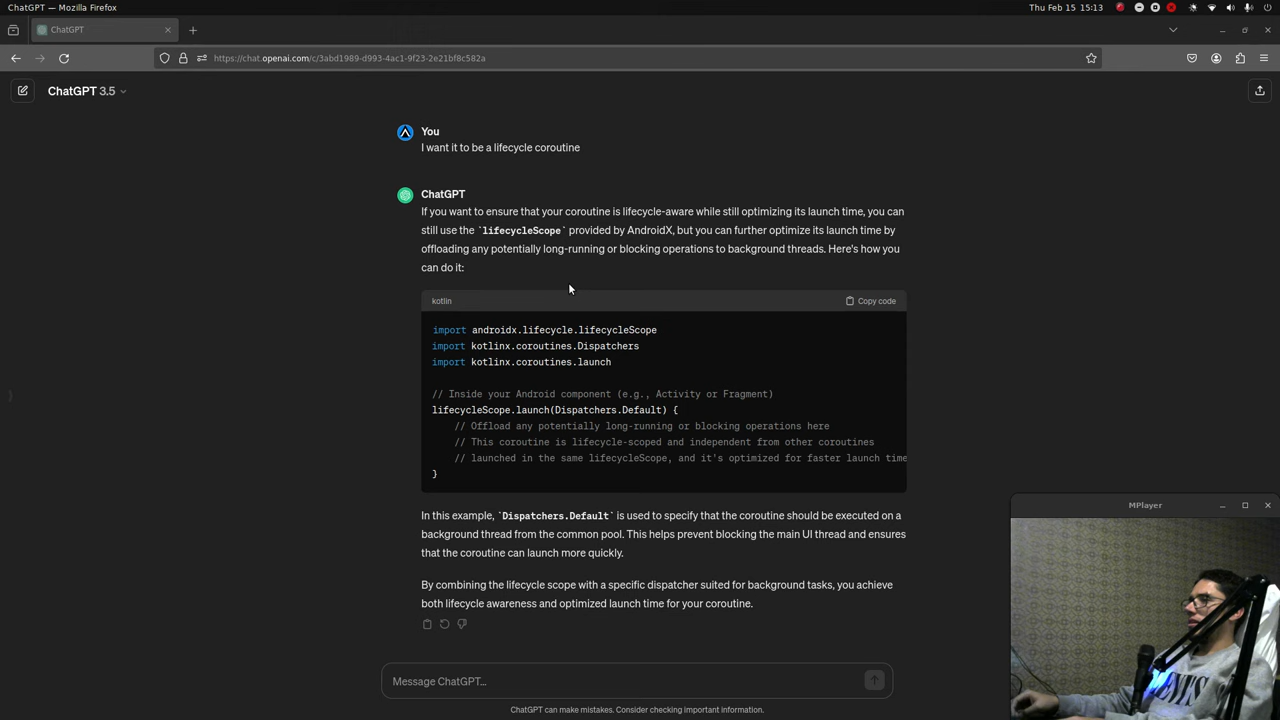 ChatGPT — Mozilla Firefox
Thu Feb 15 15:13
ChatGPT
https://chat.openai.com/c/3abd1989-d993-4ac1-9f23-2e21bf8c582a
ChatGPT 3.5
You
I want it to be a lifecycle coroutine
ChatGPT
If you want to ensure that your coroutine is lifecycle-aware while still optimizing its launch time, you can
still use the `lifecycleScope` provided by AndroidX, but you can further optimize its launch time by
offloading any potentially long-running or blocking operations to background threads. Here's how you
can do it:
kotlin
Copy code
import androidx.lifecycle.lifecycleScope
import kotlinx.coroutines.Dispatchers
import kotlinx.coroutines.launch
// Inside your Android component (e.g., Activity or Fragment)
lifecycleScope.launch(Dispatchers.Default) {
// Offload any potentially long-running or blocking operations here
// This coroutine is lifecycle-scoped and independent from other coroutines
// launched in the same lifecycleScope, and it's optimized for faster launch time
}
In this example, `Dispatchers.Default` is used to specify that the coroutine should be executed on a
background thread from the common pool. This helps prevent blocking the main UI thread and ensures
that the coroutine can launch more quickly.
By combining the lifecycle scope with a specific dispatcher suited for background tasks, you achieve
both lifecycle awareness and optimized launch time for your coroutine.
Message ChatGPT...
ChatGPT can make mistakes. Consider checking important information.
MPlayer